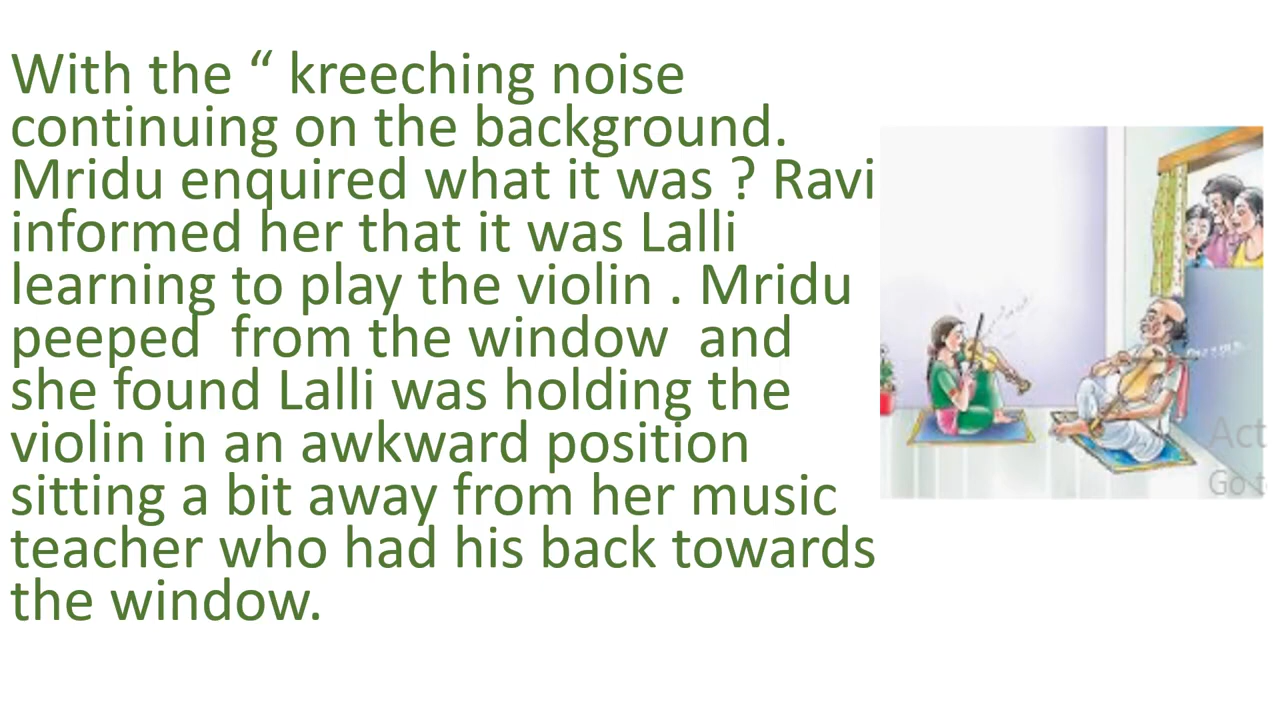 With the “ kreeching noise
continuing on the background.
Mridu enquired what it was ? Ravi
informed her that it was Lalli
learning to play the violin . Mridu
peeped from the window and
she found Lalli was holding the
violin in an awkward position
sitting a bit away from her music
teacher who had his back towards
the window.
Act
Go t